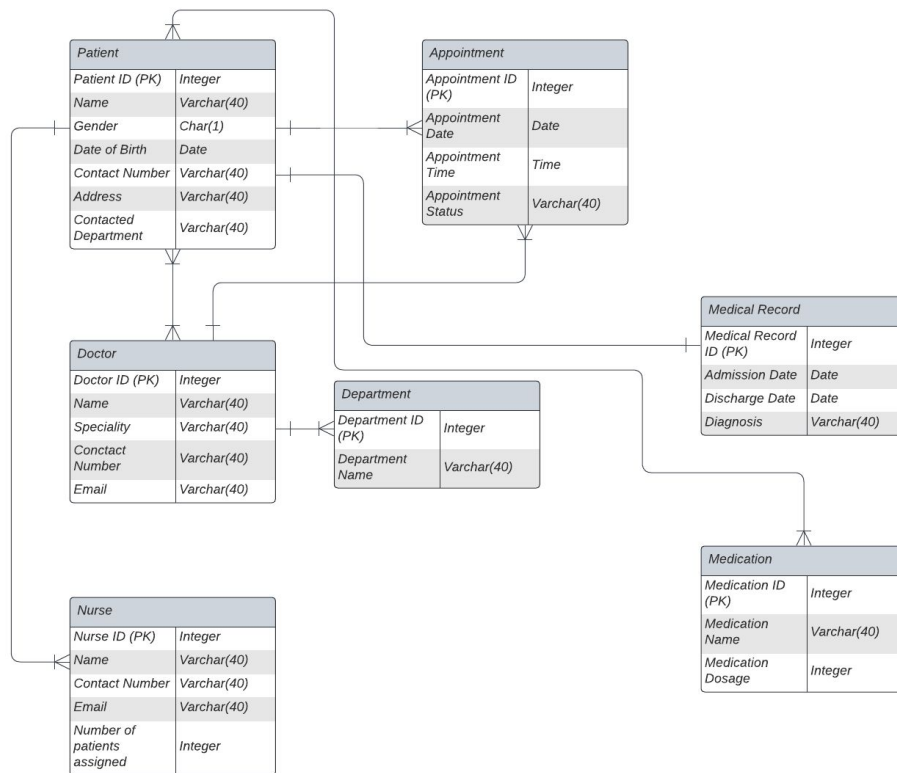 Patient
Patient ID (PK) Integer
Name Varchar(40)
Gender Char(1)
Date of Birth Date
Contact Number Varchar(40)
Address Varchar(40)
Contacted
Department Varchar(40)
Appointment
Appointment ID
(PK) Integer
Appointment
Date Date
Appointment
Time Time
Appointment
Status Varchar(40)
Medical Record
Medical Record
ID (PK) Integer
Admission Date Date
Discharge Date Date
Diagnosis Varchar(40)
Doctor
Doctor ID (PK) Integer
Name Varchar(40)
Speciality Varchar(40)
Conctact
Number Varchar(40)
Email Varchar(40)
Department
Department ID
(PK) Integer
Department
Name Varchar(40)
Medication
Medication ID
(PK) Integer
Medication
Name Varchar(40)
Medication
Dosage Integer
Nurse
Nurse ID (PK) Integer
Name Varchar(40)
Contact Number Varchar(40)
Email Varchar(40)
Number of
patients
assigned Integer